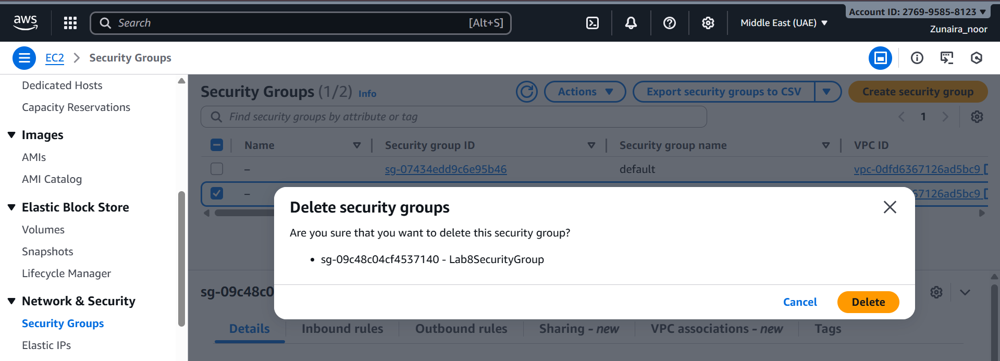 aws
Search
[Alt+S]
Middle East (UAE)
Account ID: 2769-9585-8123
Zunaira_noor
EC2
Security Groups
Dedicated Hosts
Capacity Reservations
Images
AMIs
AMI Catalog
Elastic Block Store
Volumes
Snapshots
Lifecycle Manager
Network & Security
Security Groups
Elastic IPs
Security Groups (1/2) Info
Actions
Export security groups to CSV
Create security group
Find security groups by attribute or tag
1
Name
Security group ID
Security group name
VPC ID
–
sg-07434edd9c6e95b46
default
vpc-0dfd6367126ad5bc9
–
67126ad5bc9
Delete security groups
Are you sure that you want to delete this security group?
• sg-09c48c04cf4537140 - Lab8SecurityGroup
Cancel
Delete
sg-09c48c0
Details
Inbound rules
Outbound rules
Sharing - new
VPC associations - new
Tags